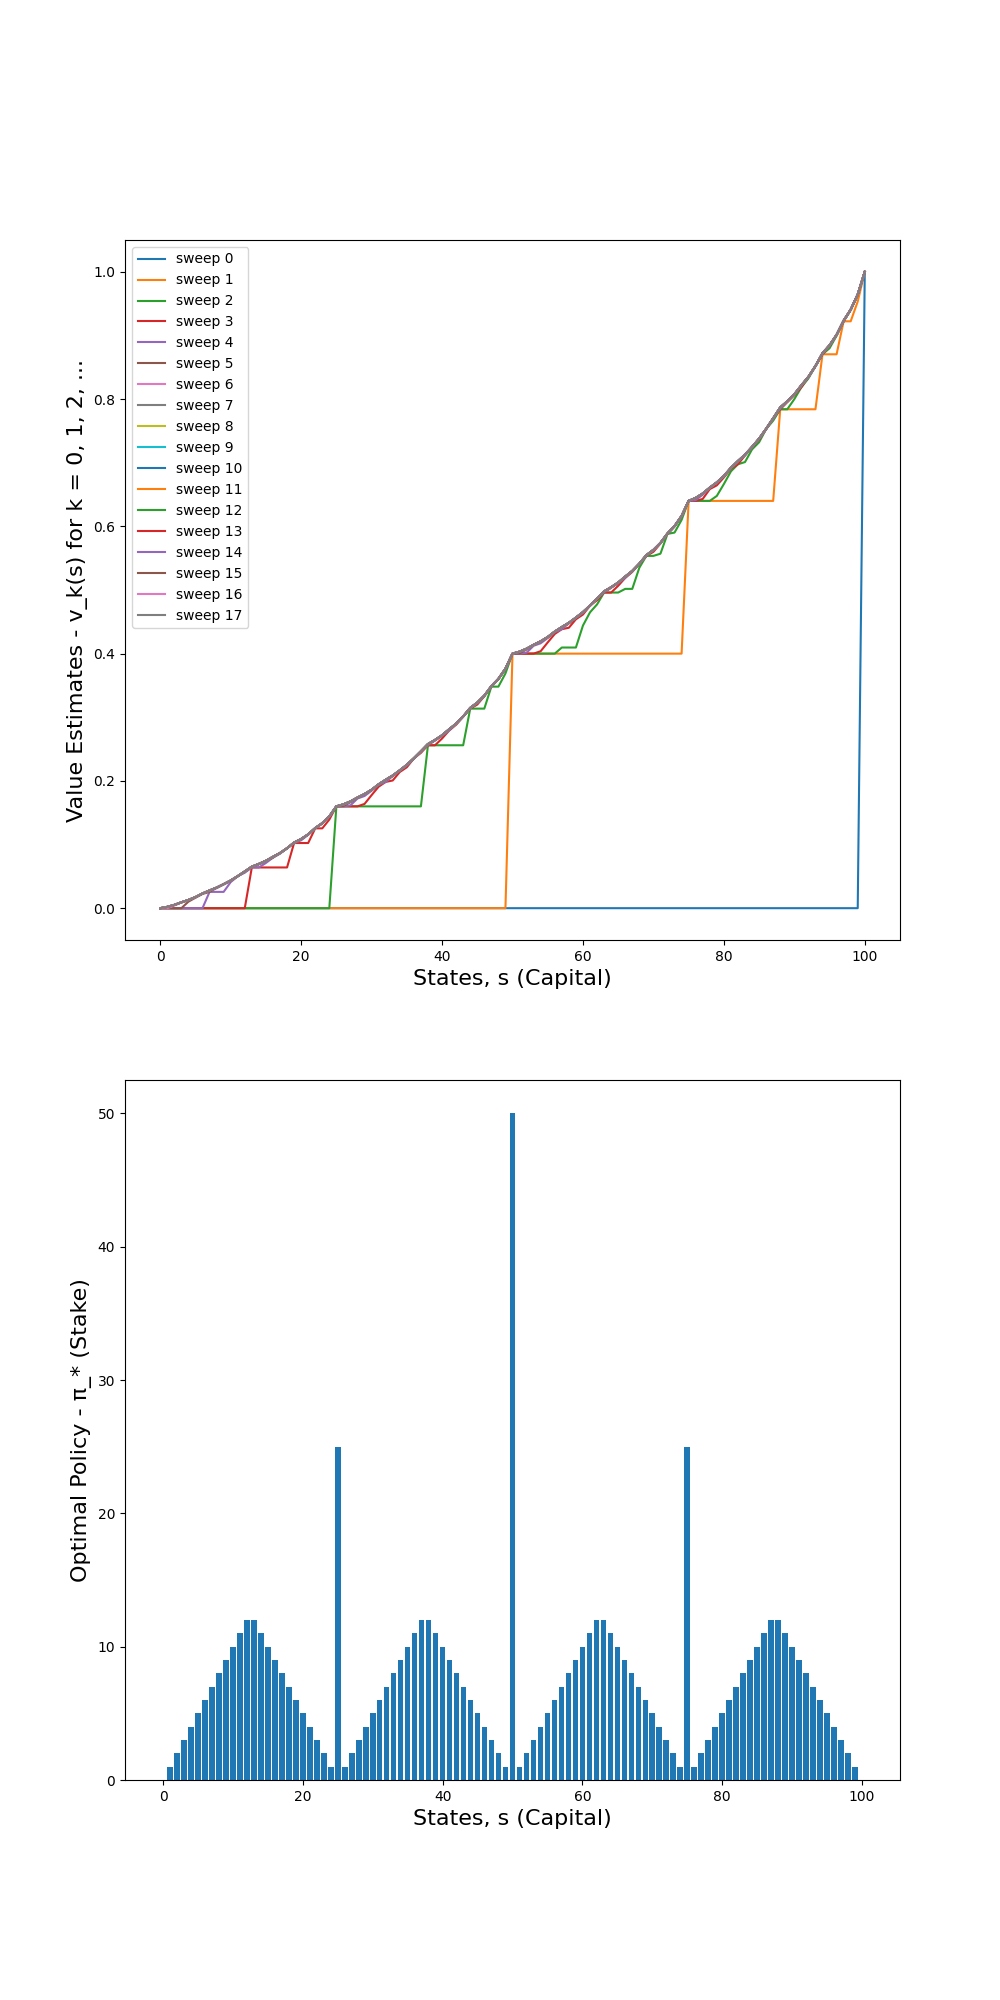 sweep 0
sweep 1
sweep 2
sweep 3
sweep 4
sweep 5
sweep 6
sweep 7
sweep 8
sweep 9
sweep 10
sweep 11
sweep 12
sweep 13
sweep 14
sweep 15
sweep 16
sweep 17
Value Estimates - v_k(s) for k = 0, 1, 2, ...
1.0
0.8
0.6
0.4
0.2
0.0
0 20 40 60 80 100
States, s (Capital)
Optimal Policy - π_* (Stake)
50
40
30
20
10
0
0 20 40 60 80 100
States, s (Capital)